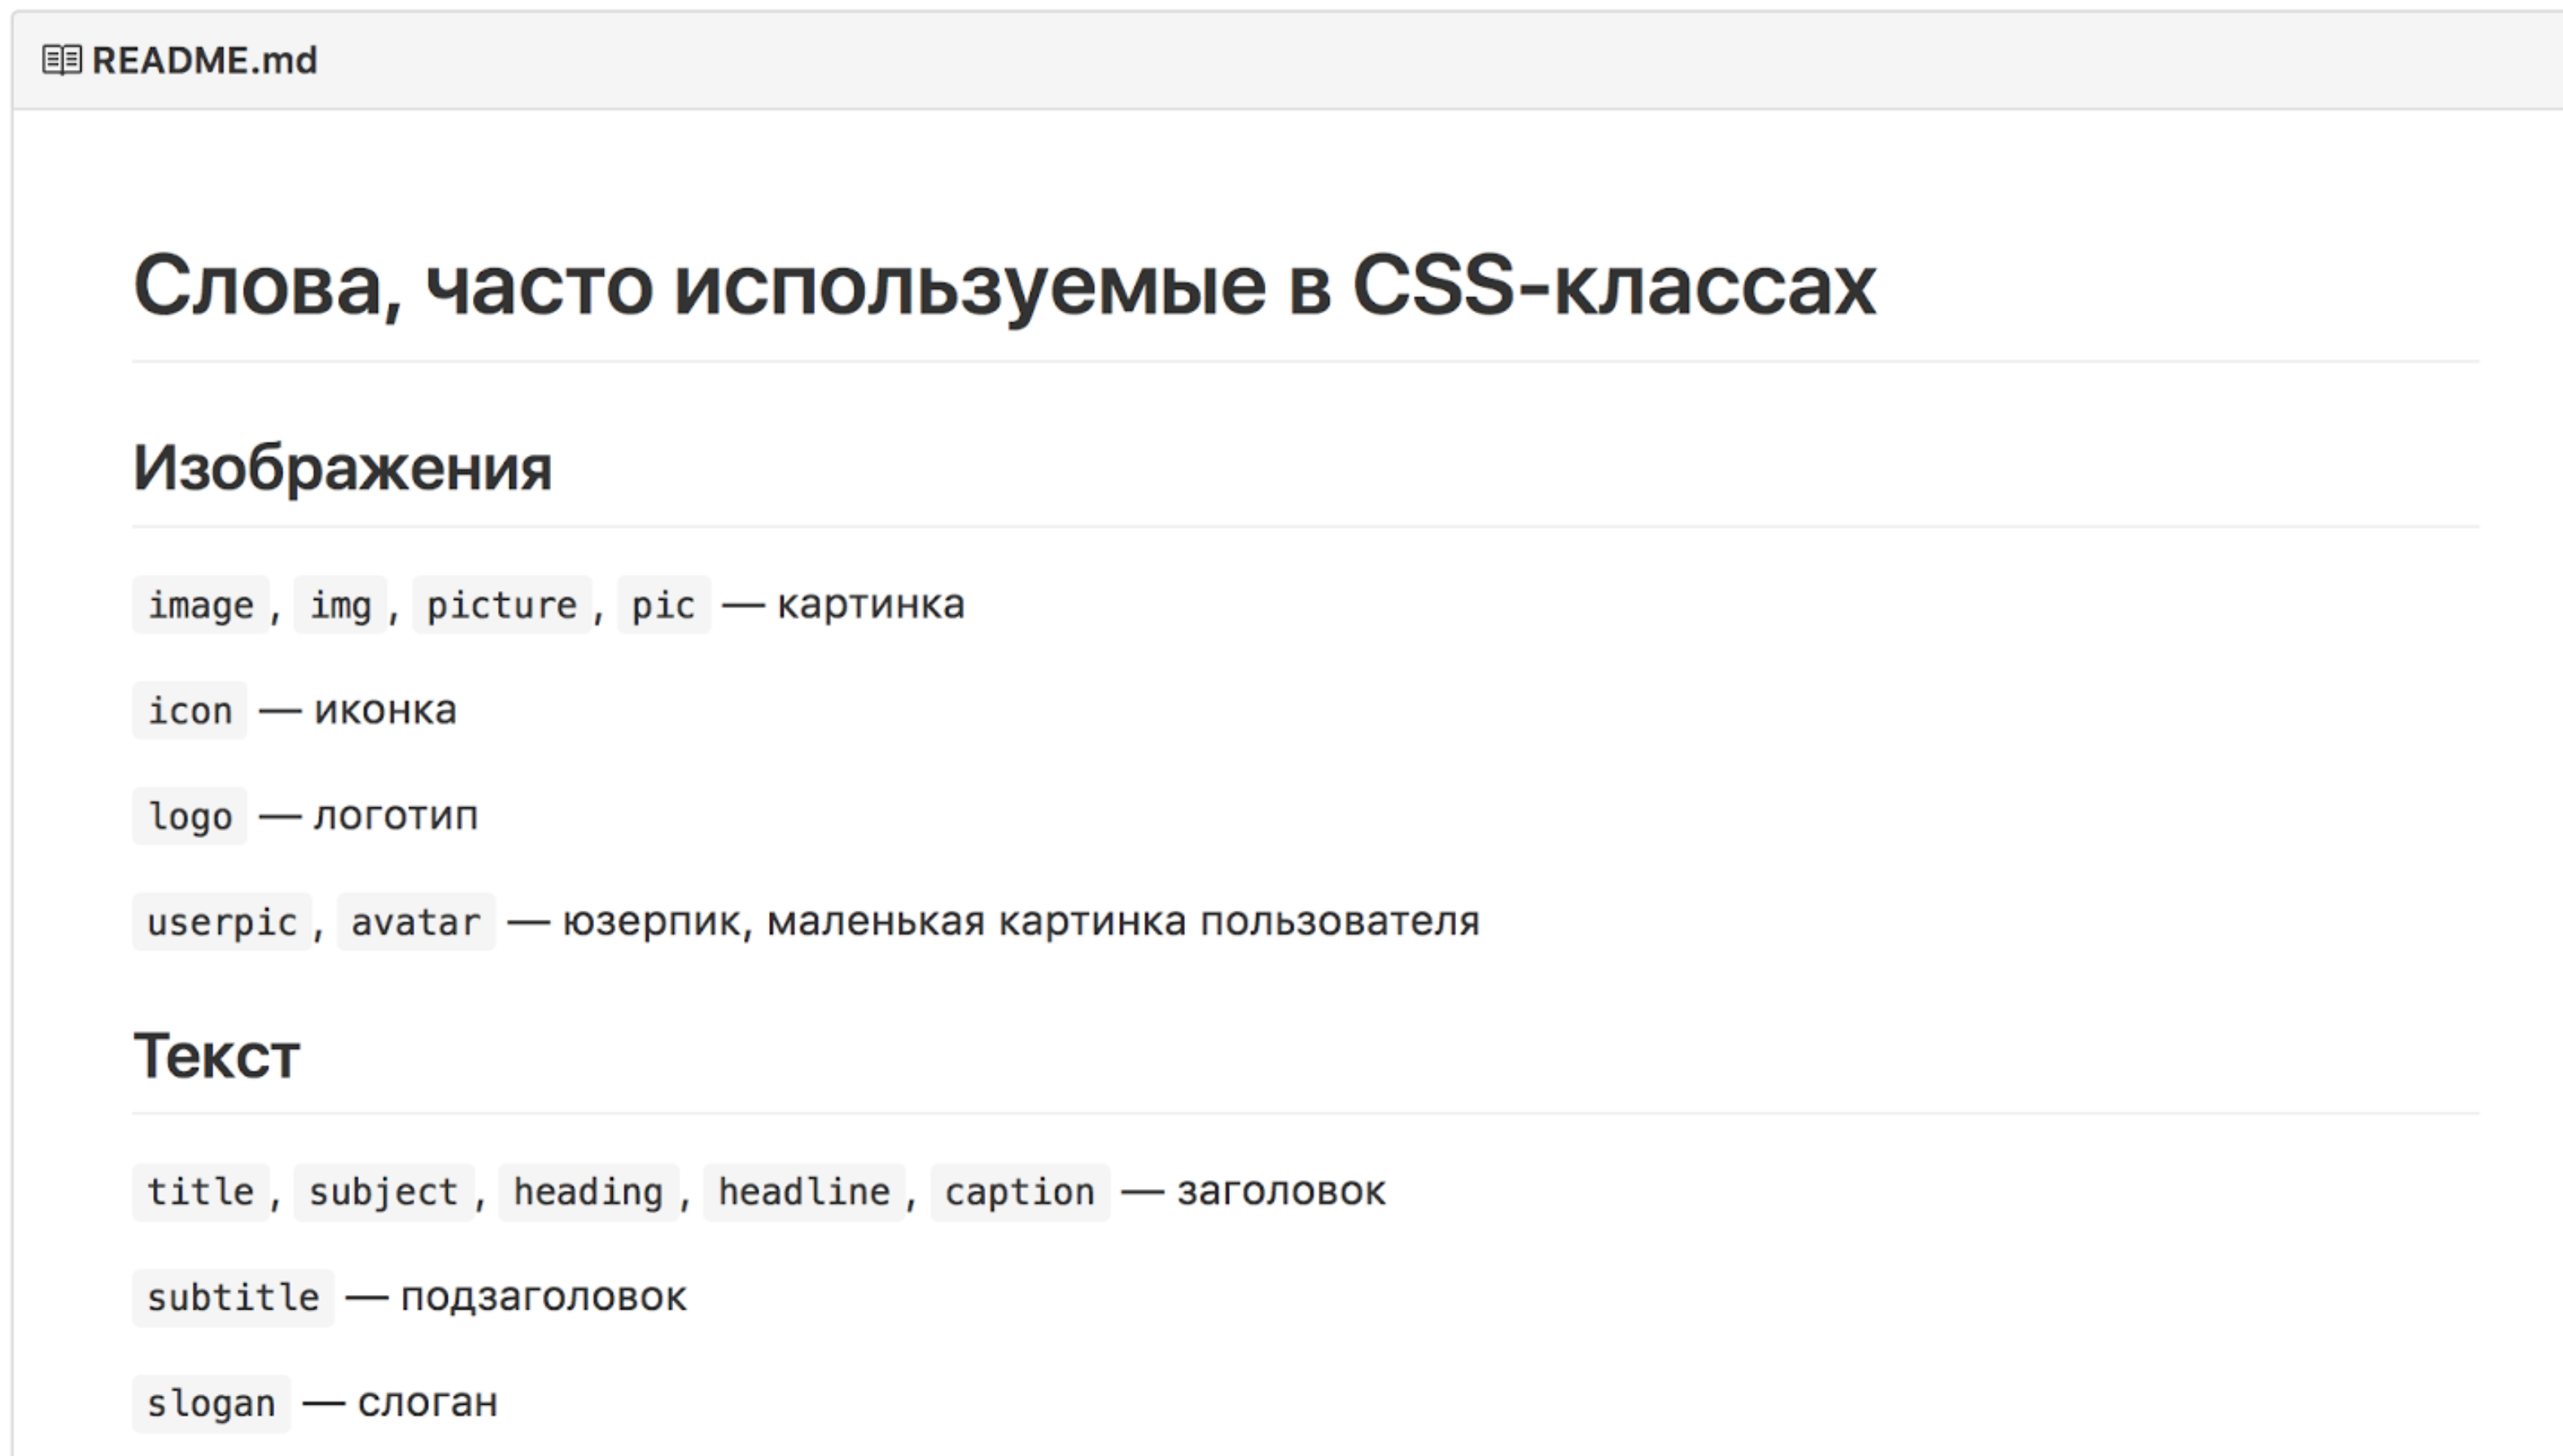 README.md
Слова, часто используемые в CSS-классах
Изображения
image, img, picture, pic — картинка
icon — иконка
logo — логотип
userpic, avatar — юзерпик, маленькая картинка пользователя
Текст
title, subject, heading, headline, caption — заголовок
subtitle — подзаголовок
slogan — слоган